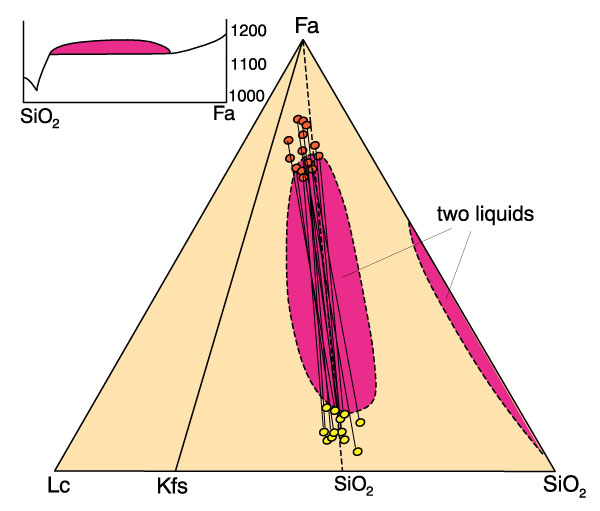 1200
1100
1000
SiO₂
Fa
Fa
two liquids
Lc
Kfs
SiO₂
SiO₂